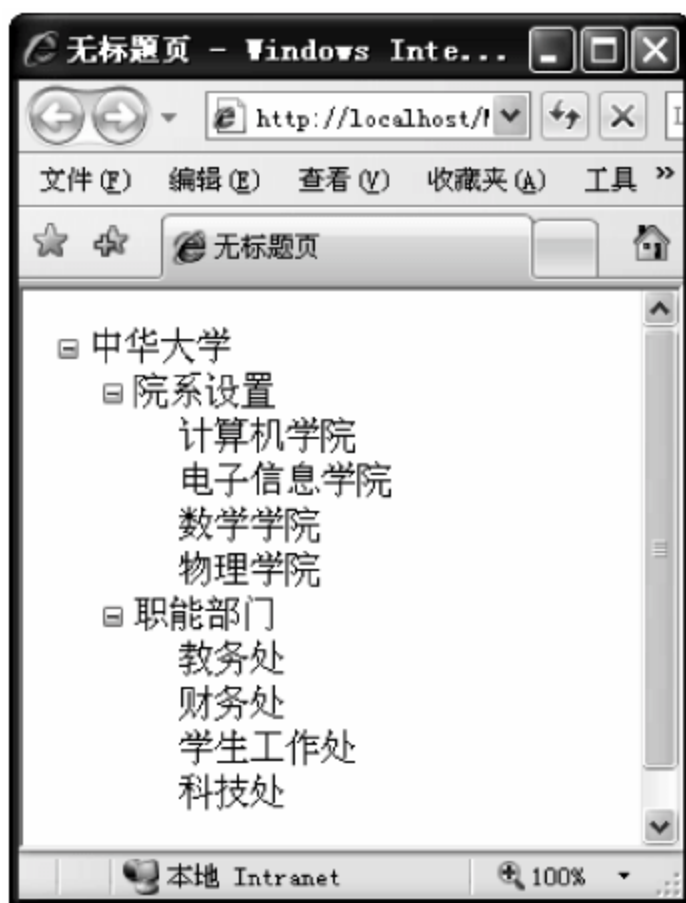 无标题页 - Windows Inte...
http://localhost/
文件(F) 编辑(E) 查看(V) 收藏夹(A) 工具 »
无标题页
中华大学
院系设置
计算机学院
电子信息学院
数学学院
物理学院
职能部门
教务处
财务处
学生工作处
科技处
本地 Intranet 100%